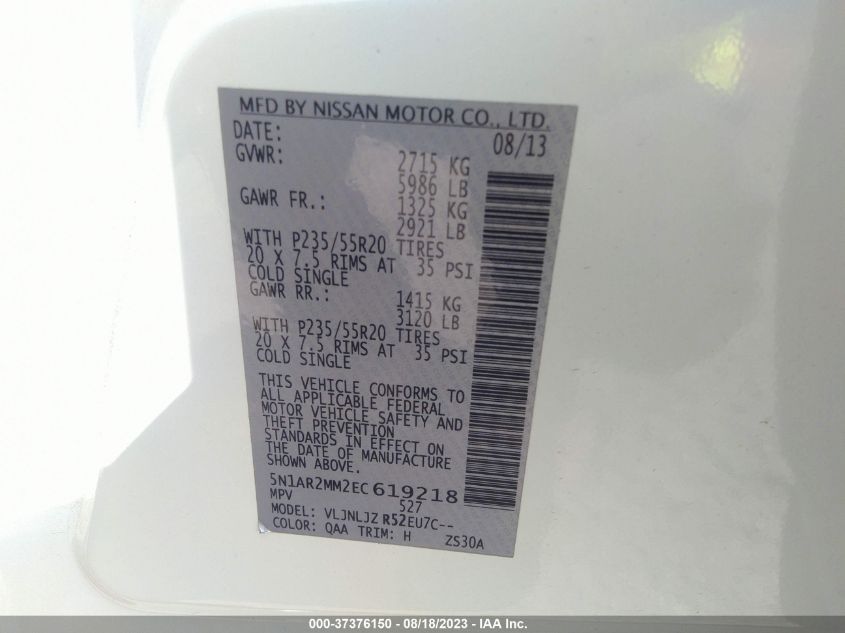 MFD BY NISSAN MOTOR CO., LTD.
DATE: 08/13
GVWR: 2715 KG
5986 LB
GAWR FR.: 1325 KG
2921 LB
WITH P235/55R20 TIRES
20 X 7.5 RIMS AT 35 PSI
COLD SINGLE
GAWR RR.: 1415 KG
3120 LB
WITH P235/55R20 TIRES
20 X 7.5 RIMS AT 35 PSI
COLD SINGLE
THIS VEHICLE CONFORMS TO
ALL APPLICABLE FEDERAL
MOTOR VEHICLE SAFETY AND
THEFT PREVENTION
STANDARDS IN EFFECT ON
THE DATE OF MANUFACTURE
SHOWN ABOVE.
5N1AR2MM2EC619218
MPV 527
MODEL: VLJNLJZ R52EU7C--
COLOR: QAA TRIM: H ZS30A
000-37376150 - 08/18/2023 - IAA Inc.